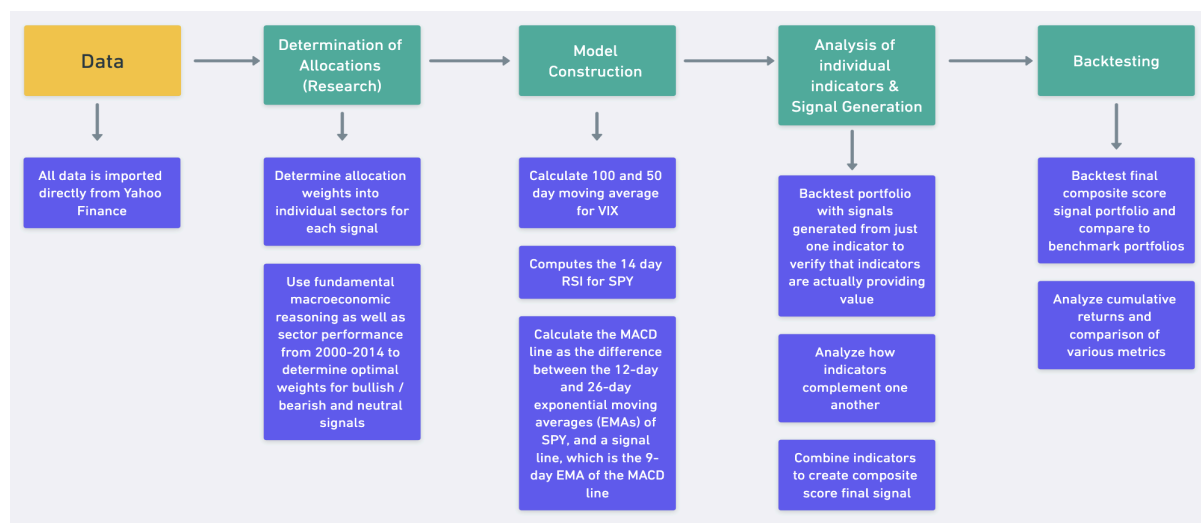 Data
All data is imported
directly from Yahoo
Finance
Determination of
Allocations
(Research)
Determine allocation
weights into
individual sectors for
each signal
Use fundamental
macroeconomic
reasoning as well as
sector performance
from 2000-2014 to
determine optimal
weights for bullish /
bearish and neutral
signals
Model
Construction
Calculate 100 and 50
day moving average
for VIX
Computes the 14 day
RSI for SPY
Calculate the MACD
line as the difference
between the 12-day
and 26-day
exponential moving
averages (EMAs) of
SPY, and a signal
line, which is the 9-
day EMA of the MACD
line
Analysis of
individual
indicators &
Signal Generation
Backtest portfolio
with signals
generated from just
one indicator to
verify that indicators
are actually providing
value
Analyze how
indicators
complement one
another
Combine indicators
to create composite
score final signal
Backtesting
Backtest final
composite score
signal portfolio and
compare to
benchmark portfolios
Analyze cumulative
returns and
comparison of
various metrics